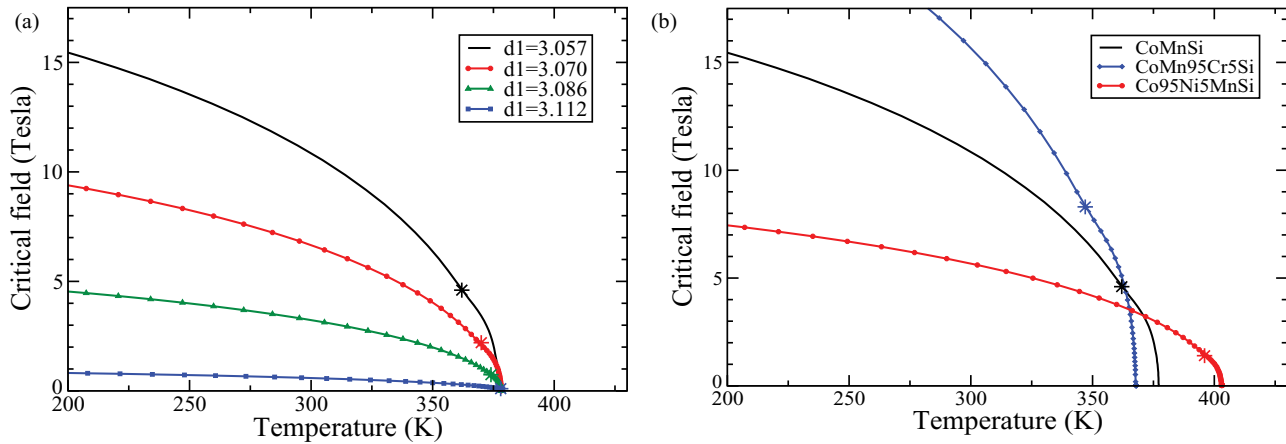 (a)
d1=3.057
d1=3.070
d1=3.086
d1=3.112
Critical field (Tesla)
15
10
5
0
200
250
300
350
400
Temperature (K)
(b)
CoMnSi
CoMn95Cr5Si
Co95Ni5MnSi
Critical field (Tesla)
15
10
5
0
200
250
300
350
400
Temperature (K)